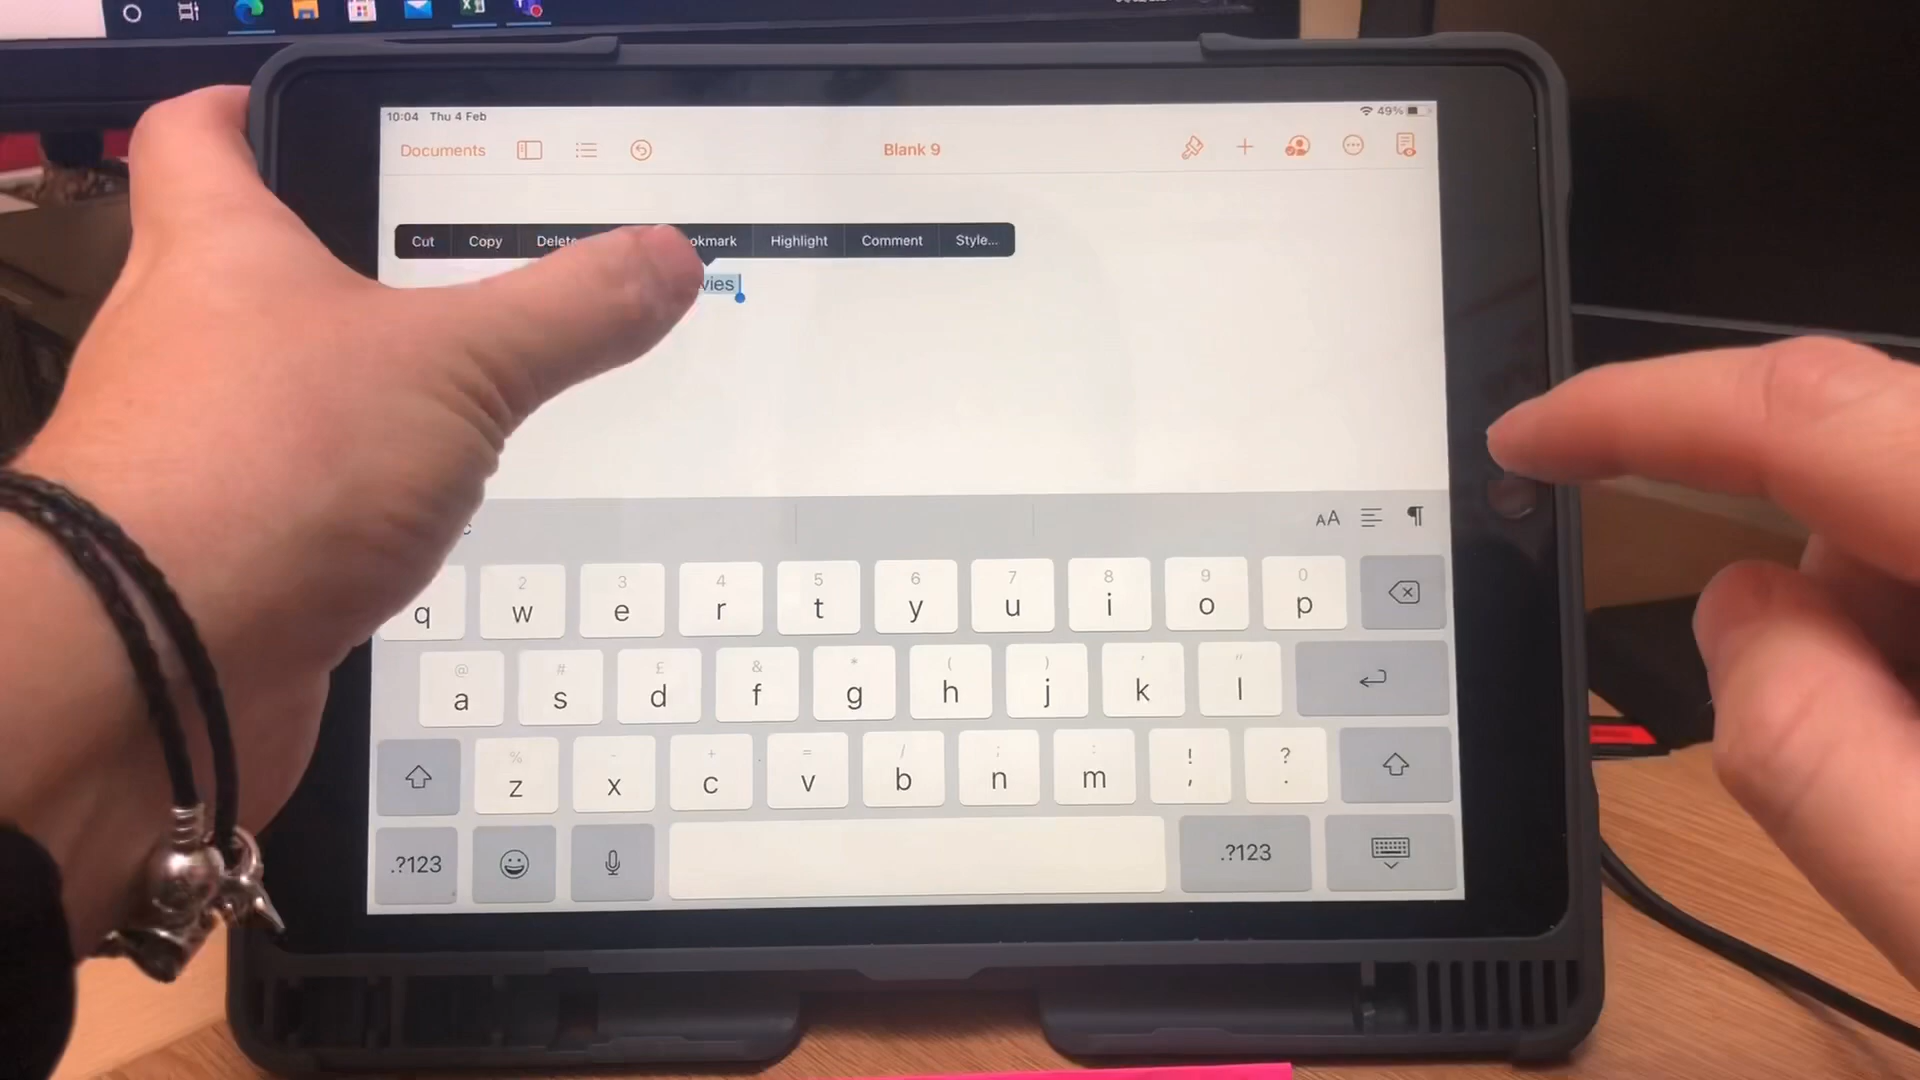 10:04 Thu 4 Feb 49%
Documents Blank 9
Cut Copy Delete okmark Highlight Comment Style...
vies
c AA ¶
2 3 4 5 6 7 8 9 0
q w e r t y u i o p
@ # £ & * ( ) ' "
a s d f g h j k l
% - + = / ; : ! ?
z x c v b n m , .
.?123 .?123